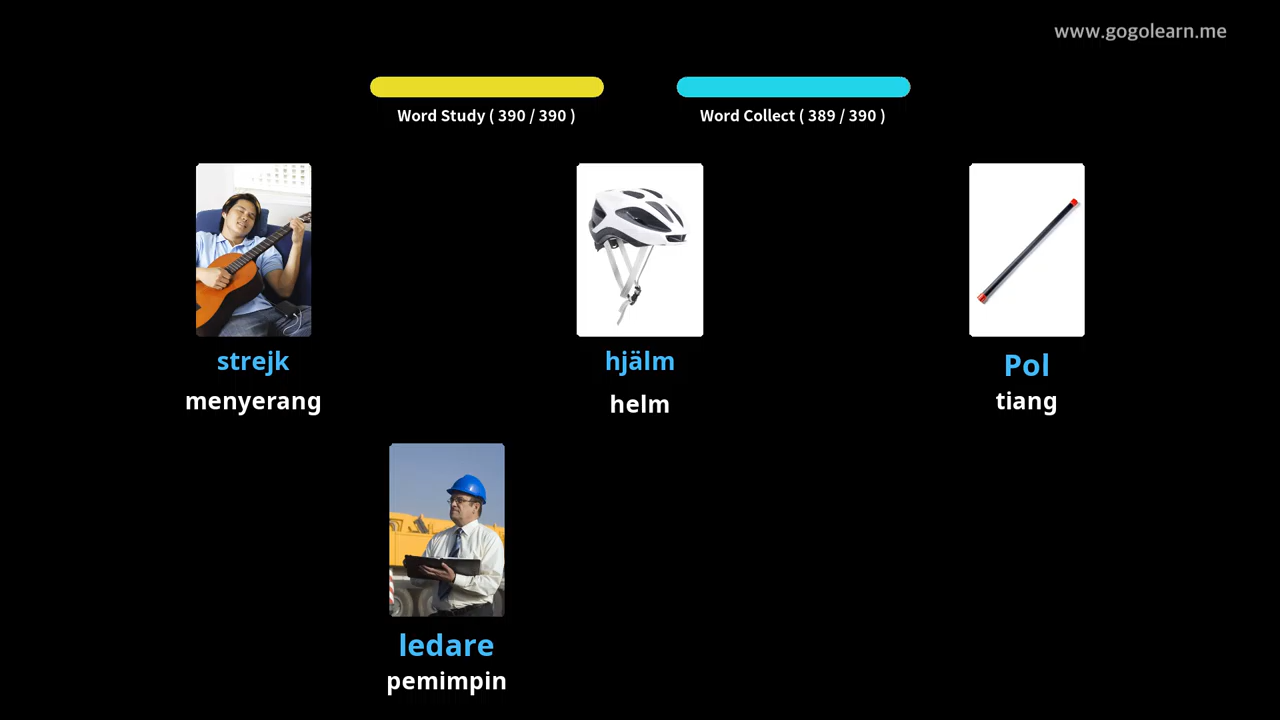 www.gogolearn.me
Word Study ( 390 / 390 )
Word Collect ( 389 / 390 )
strejk
menyerang
hjälm
helm
Pol
tiang
ledare
pemimpin